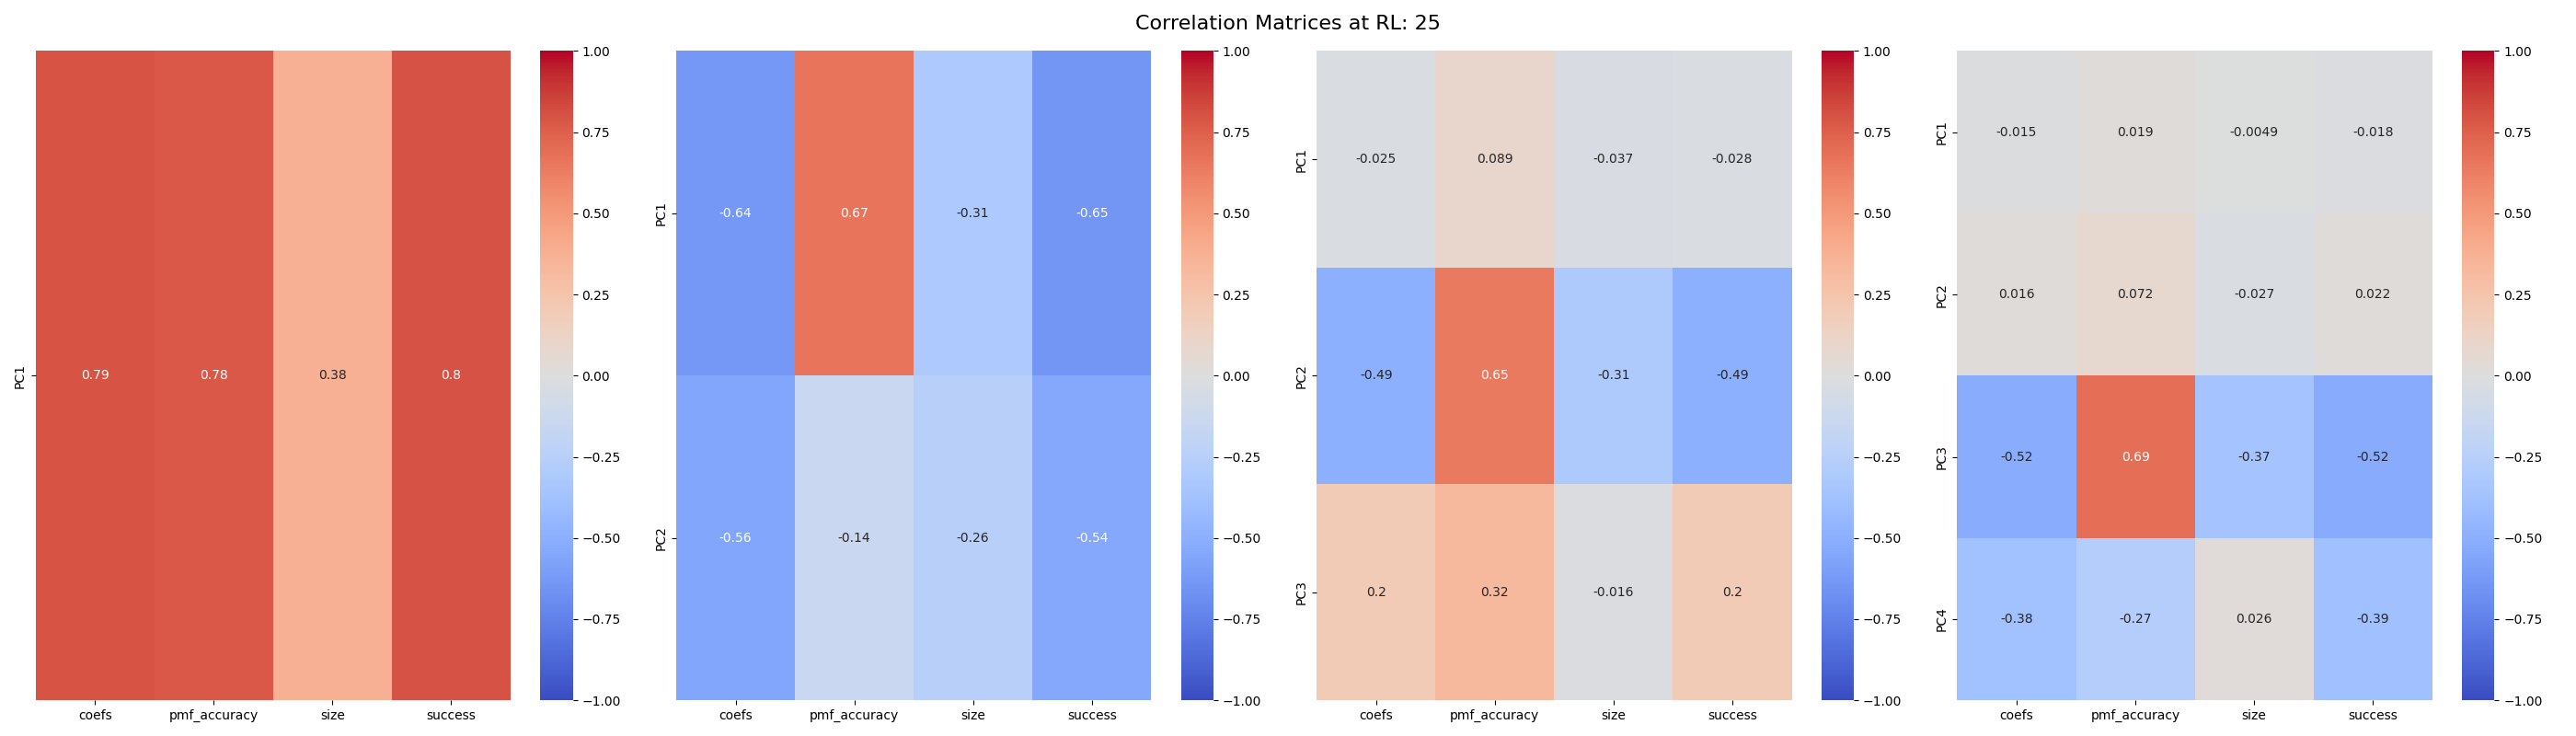 Correlation Matrices at RL: 25
PC1
0.79 0.78 0.38 0.8
coefs pmf_accuracy size success
1.00
0.75
0.50
0.25
0.00
−0.25
−0.50
−0.75
−1.00
PC1
-0.64 0.67 -0.31 -0.65
PC2
-0.56 -0.14 -0.26 -0.54
coefs pmf_accuracy size success
1.00
0.75
0.50
0.25
0.00
−0.25
−0.50
−0.75
−1.00
PC1
-0.025 0.089 -0.037 -0.028
PC2
-0.49 0.65 -0.31 -0.49
PC3
0.2 0.32 -0.016 0.2
coefs pmf_accuracy size success
1.00
0.75
0.50
0.25
0.00
−0.25
−0.50
−0.75
−1.00
PC1
-0.015 0.019 -0.0049 -0.018
PC2
0.016 0.072 -0.027 0.022
PC3
-0.52 0.69 -0.37 -0.52
PC4
-0.38 -0.27 0.026 -0.39
coefs pmf_accuracy size success
1.00
0.75
0.50
0.25
0.00
−0.25
−0.50
−0.75
−1.00